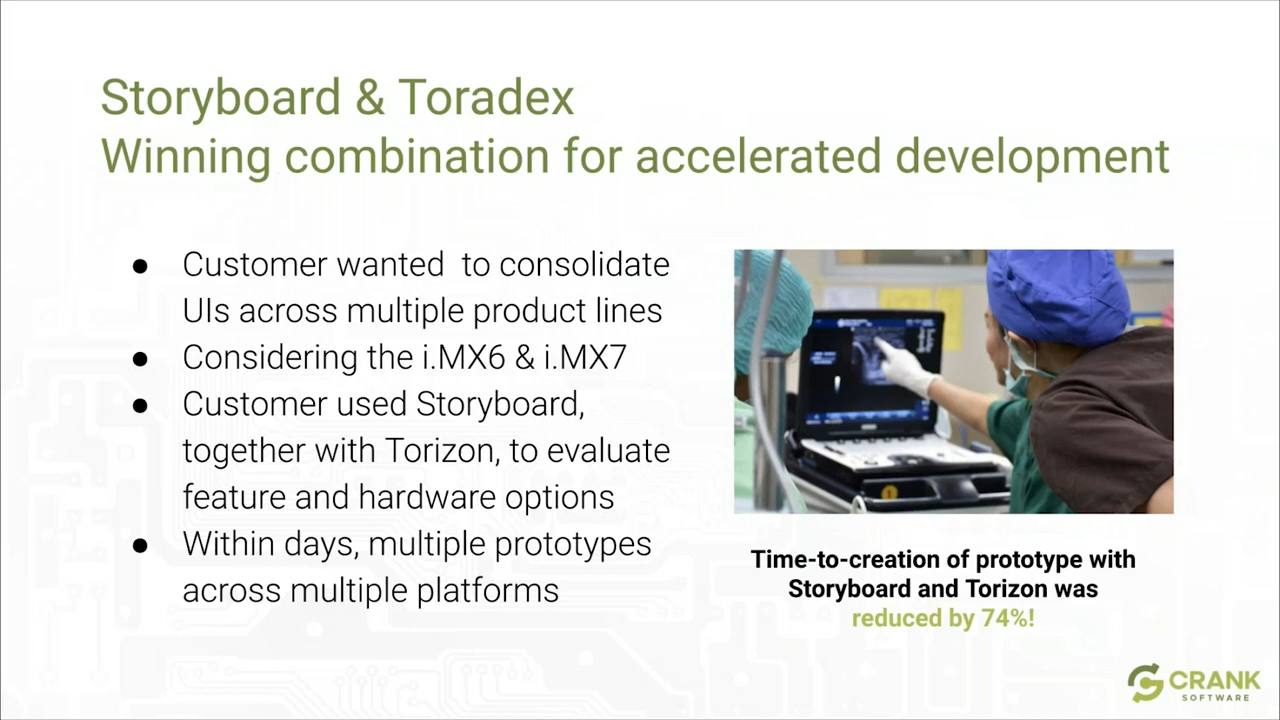 Storyboard & Toradex
Winning combination for accelerated development
● Customer wanted to consolidate
UIs across multiple product lines
● Considering the i.MX6 & i.MX7
● Customer used Storyboard,
together with Torizon, to evaluate
feature and hardware options
● Within days, multiple prototypes
across multiple platforms
Time-to-creation of prototype with
Storyboard and Torizon was
reduced by 74%!
CRANK
SOFTWARE